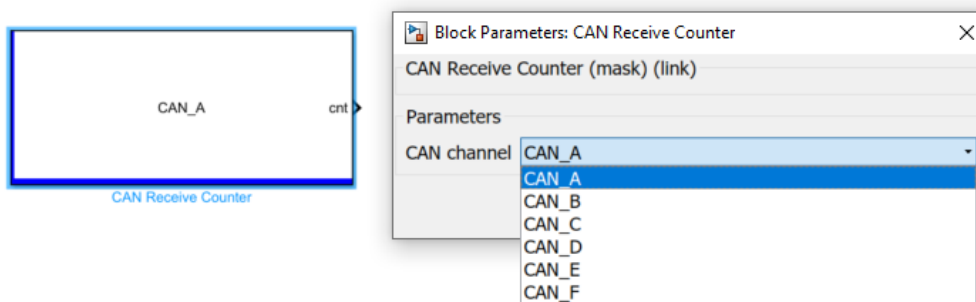 CAN_A
cnt
CAN Receive Counter
Block Parameters: CAN Receive Counter
CAN Receive Counter (mask) (link)
Parameters
CAN channel CAN_A
CAN_A
CAN_B
CAN_C
CAN_D
CAN_E
CAN_F